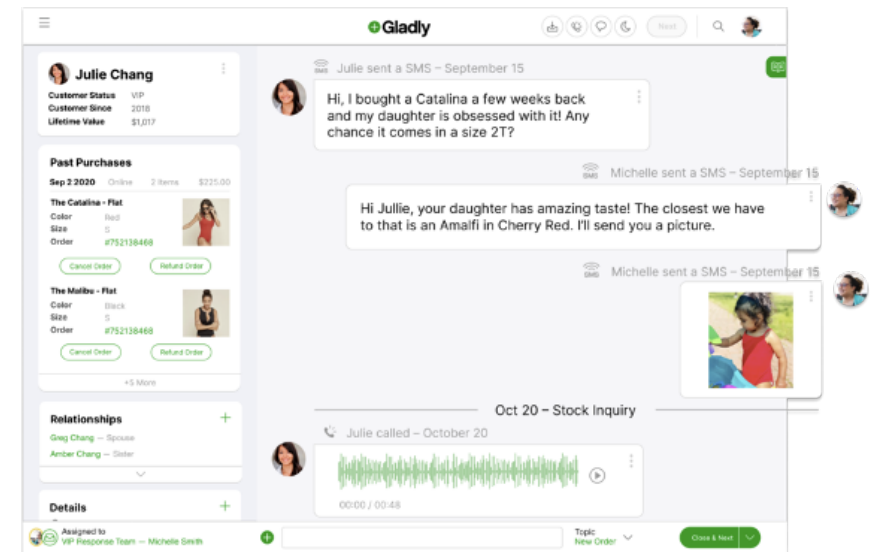 Gladly
Next
Julie Chang
Customer Status VIP
Customer Since 2018
Lifetime Value $1,017
Past Purchases
Sep 2 2020 Online 2 Items $225.00
The Catalina - Flat
Color Red
Size S
Order #752138468
Cancel Order Refund Order
The Malibu - Flat
Color Black
Size S
Order #752138468
Cancel Order Refund Order
+5 More
Relationships
Greg Chang — Spouse
Amber Chang — Sister
Details
SMS Julie sent a SMS – September 15
Hi, I bought a Catalina a few weeks back
and my daughter is obsessed with it! Any
chance it comes in a size 2T?
SMS Michelle sent a SMS – September 15
Hi Jullie, your daughter has amazing taste! The closest we have
to that is an Amalfi in Cherry Red. I'll send you a picture.
SMS Michelle sent a SMS – September 15
Oct 20 – Stock Inquiry
Julie called – October 20
00:00 / 00:48
Assigned to
VIP Response Team — Michelle Smith
Topic
New Order
Close & Next